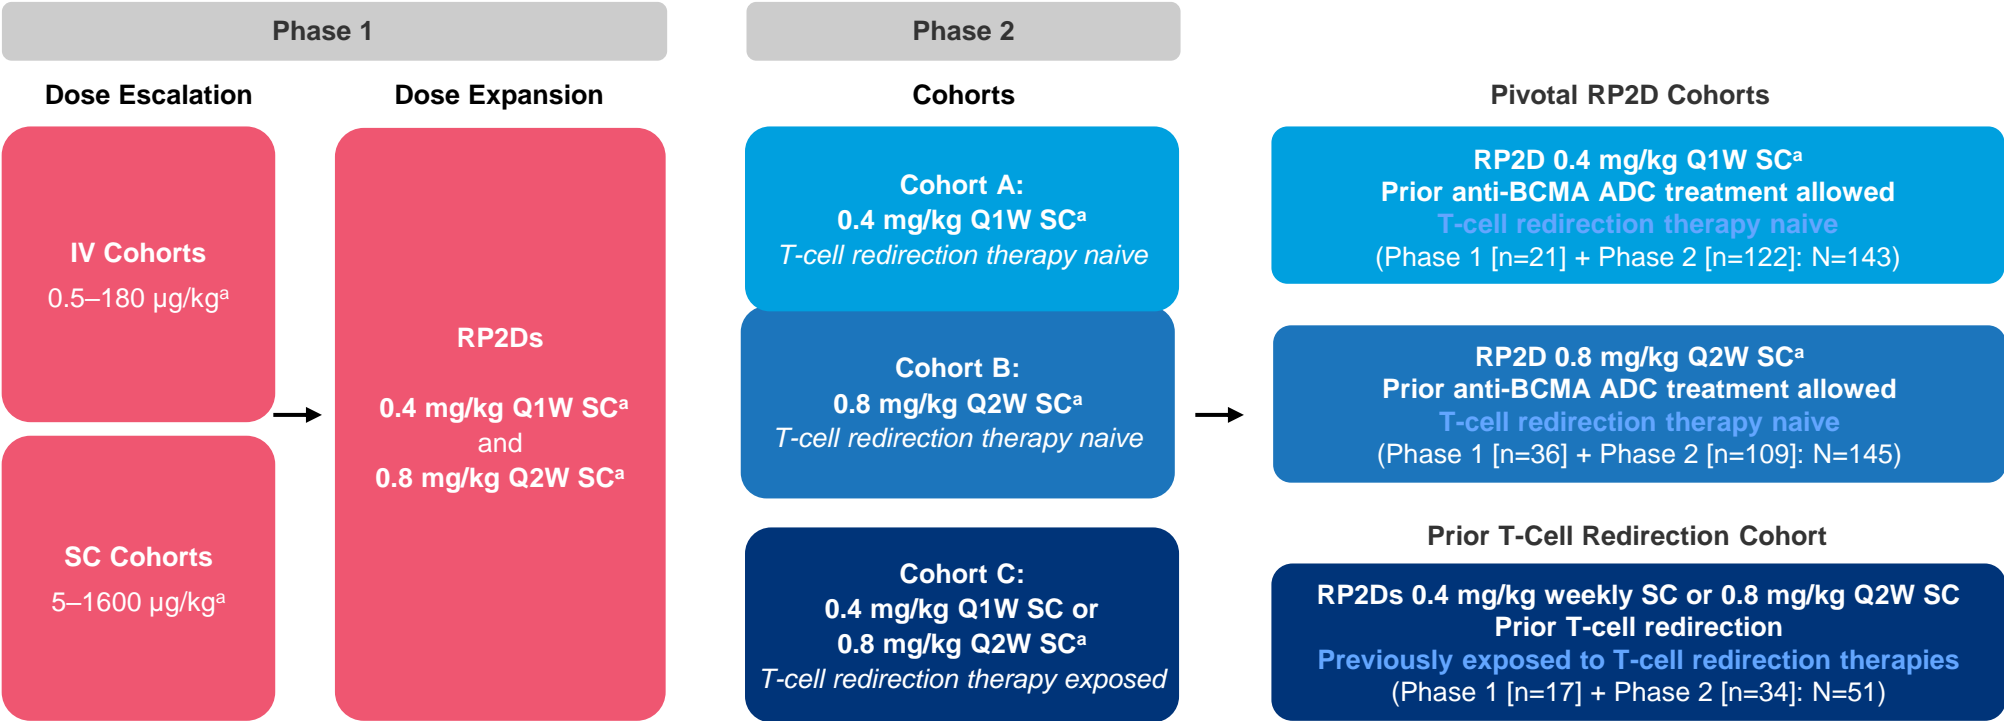 Phase 1
Dose Escalation
IV Cohorts
0.5–180 µg/kgᵃ
SC Cohorts
5–1600 µg/kgᵃ
Dose Expansion
RP2Ds
0.4 mg/kg Q1W SCᵃ
and
0.8 mg/kg Q2W SCᵃ
Phase 2
Cohorts
Cohort A:
0.4 mg/kg Q1W SCᵃ
T-cell redirection therapy naive
Cohort B:
0.8 mg/kg Q2W SCᵃ
T-cell redirection therapy naive
Cohort C:
0.4 mg/kg Q1W SC or
0.8 mg/kg Q2W SCᵃ
T-cell redirection therapy exposed
Pivotal RP2D Cohorts
RP2D 0.4 mg/kg Q1W SCᵃ
Prior anti-BCMA ADC treatment allowed
T-cell redirection therapy naive
(Phase 1 [n=21] + Phase 2 [n=122]: N=143)
RP2D 0.8 mg/kg Q2W SCᵃ
Prior anti-BCMA ADC treatment allowed
T-cell redirection therapy naive
(Phase 1 [n=36] + Phase 2 [n=109]: N=145)
Prior T-Cell Redirection Cohort
RP2Ds 0.4 mg/kg weekly SC or 0.8 mg/kg Q2W SC
Prior T-cell redirection
Previously exposed to T-cell redirection therapies
(Phase 1 [n=17] + Phase 2 [n=34]: N=51)